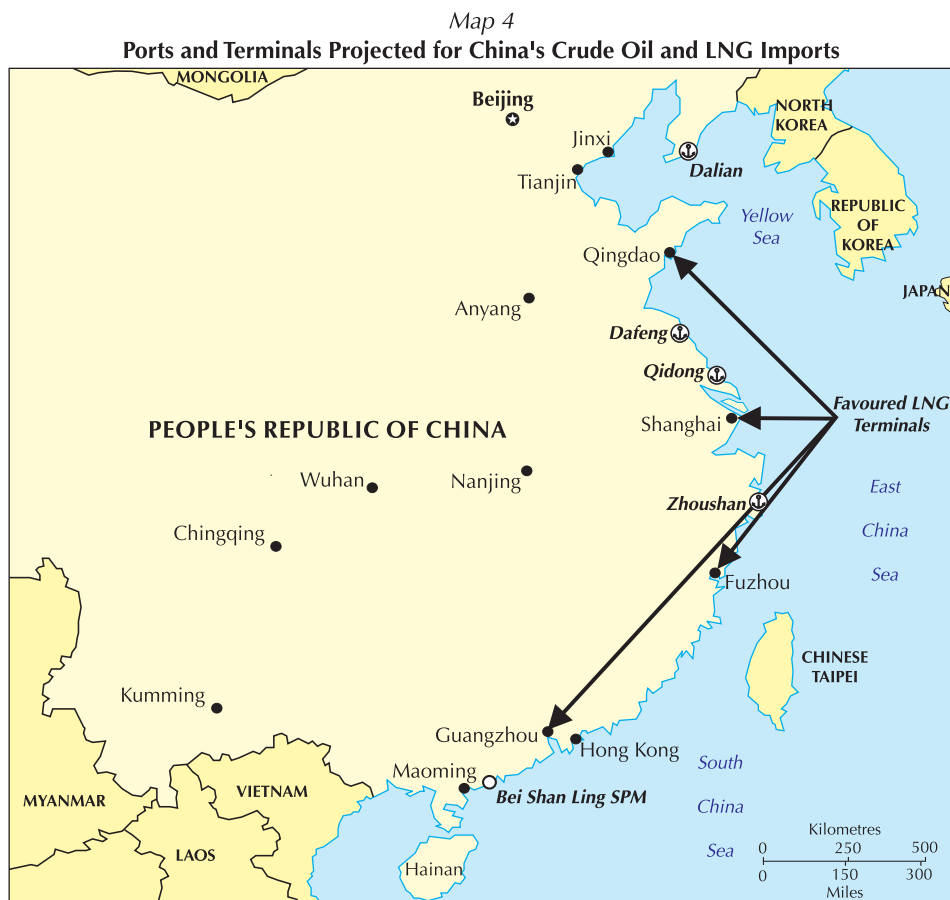 Map 4
Ports and Terminals Projected for China's Crude Oil and LNG Imports
MONGOLIA
Beijing
NORTH
KOREA
Jinxi
Dalian
Tianjin
REPUBLIC
OF
KOREA
Yellow
Sea
Qingdao
JAPAN
Anyang
Dafeng
Qidong
Favoured LNG
Terminals
Shanghai
PEOPLE'S REPUBLIC OF CHINA
Wuhan
Nanjing
East
China
Sea
Zhoushan
Chingqing
Fuzhou
CHINESE
TAIPEI
Kumming
Guangzhou
Hong Kong
South
China
Sea
Maoming
Bei Shan Ling SPM
MYANMAR
VIETNAM
LAOS
Hainan
Kilometres
0 250 500
0 150 300
Miles